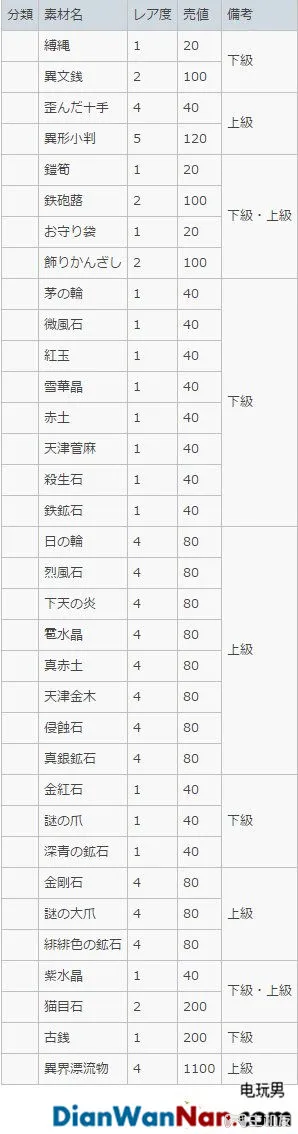 分類 素材名 レア度 売値 備考
縛縄 1 20 下級
異文銭 2 100
歪んだ十手 4 40 上級
異形小判 5 120
鎧筍 1 20 下級・上級
鉄砲蕗 2 100
お守り袋 1 20
飾りかんざし 2 100
茅の輪 1 40 下級
微風石 1 40
紅玉 1 40
雪華晶 1 40
赤土 1 40
天津菅麻 1 40
殺生石 1 40
鉄鉱石 1 40
日の輪 4 80 上級
烈風石 4 80
下天の炎 4 80
雹水晶 4 80
真赤土 4 80
天津金木 4 80
侵蝕石 4 80
真銀鉱石 4 80
金紅石 1 40 下級
謎の爪 1 40
深青の鉱石 1 40
金剛石 4 80 上級
謎の大爪 4 80
緋緋色の鉱石 4 80
紫水晶 1 40 下級・上級
猫目石 2 200
古銭 1 200 下級
異界漂流物 4 1100 上級
电玩男
DianWanNan.com